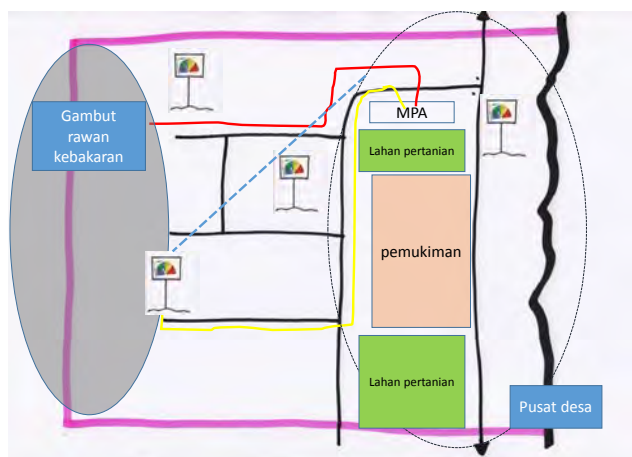 Gambut
rawan
kebakaran
MPA
Lahan pertanian
pemukiman
Lahan pertanian
Pusat desa